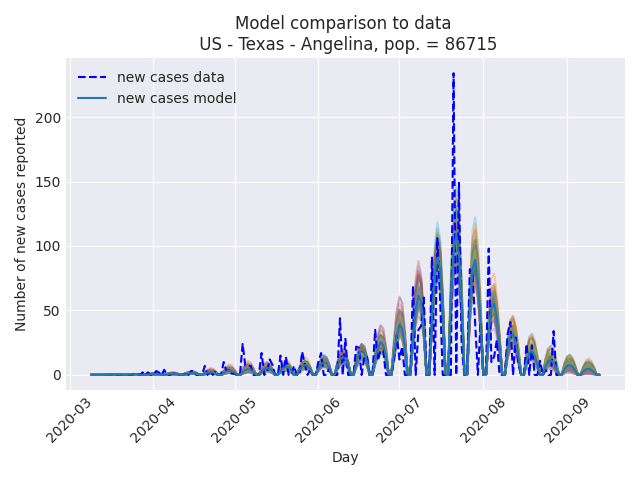 Model comparison to data
US - Texas - Angelina, pop. = 86715
new cases data
new cases model
Number of new cases reported
200
150
100
50
0
2020-03
2020-04
2020-05
2020-06
2020-07
2020-08
2020-09
Day